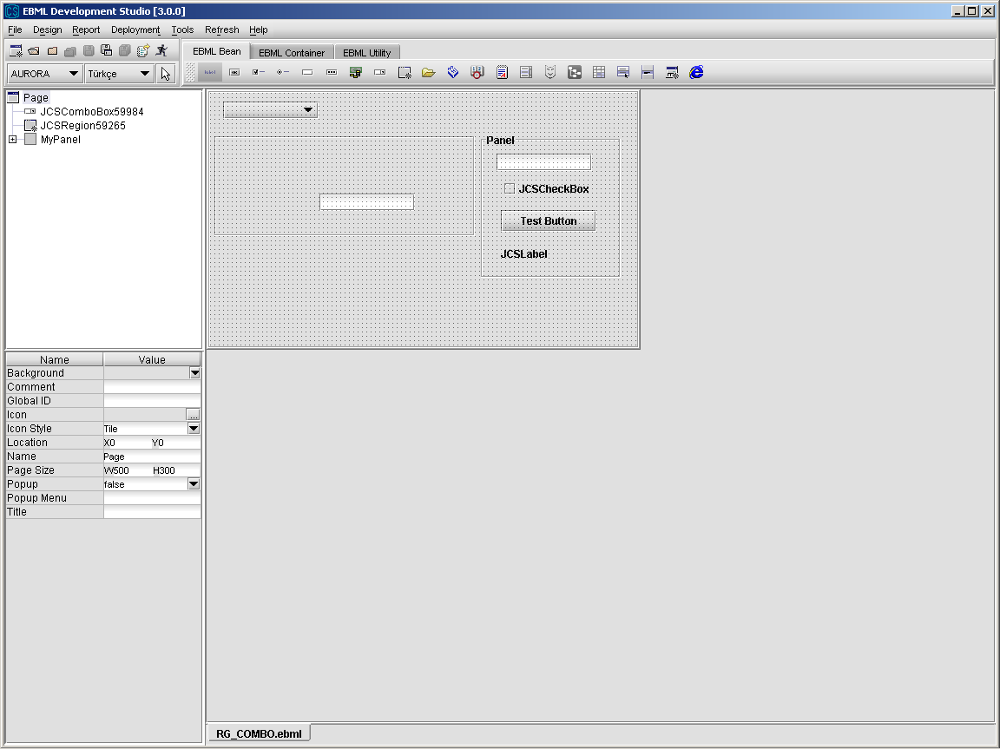 EBML Development Studio [3.0.0]
File Design Report Deployment Tools Refresh Help
EBML Bean EBML Container EBML Utility
AURORA Türkçe
Page
JCSComboBox59984
JCSRegion59265
MyPanel
Panel
JCSCheckBox
Test Button
JCSLabel
Name Value
Background
Comment
Global ID
Icon ...
Icon Style Tile
Location X0 Y0
Name Page
Page Size W500 H300
Popup false
Popup Menu
Title
RG_COMBO.ebml